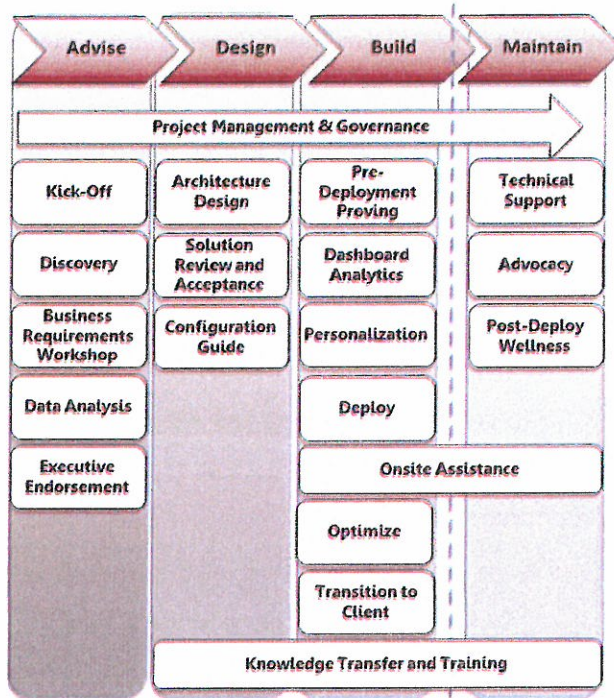 Advise
Design
Build
Maintain
Project Management & Governance
Kick-Off
Discovery
Business
Requirements
Workshop
Data Analysis
Executive
Endorsement
Architecture
Design
Solution
Review and
Acceptance
Configuration
Guide
Pre-
Deployment
Proving
Dashboard
Analytics
Personalization
Deploy
Technical
Support
Advocacy
Post-Deploy
Wellness
Onsite Assistance
Optimize
Transition to
Client
Knowledge Transfer and Training